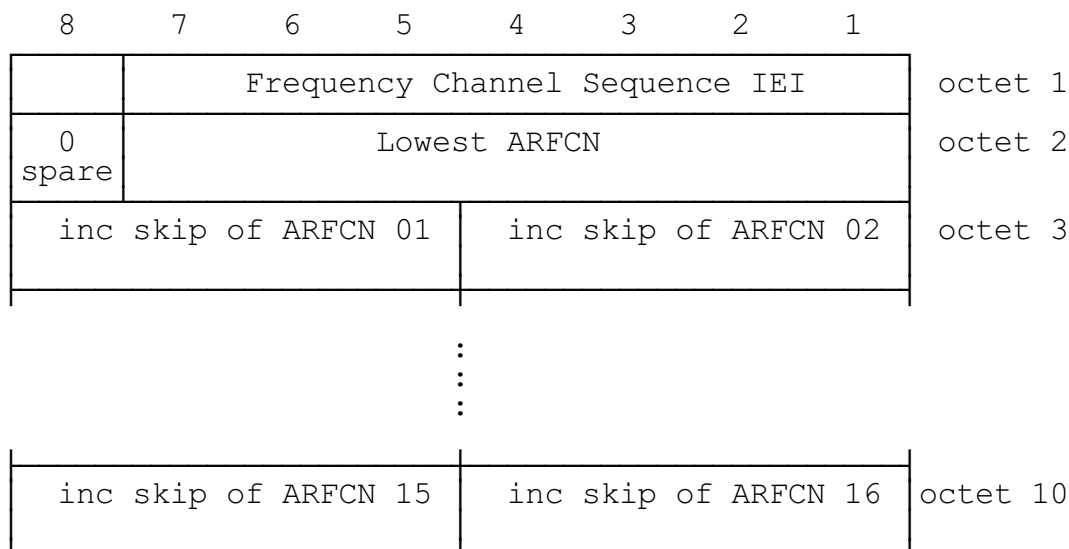 8 7 6 5 4 3 2 1
Frequency Channel Sequence IEI octet 1
0 Lowest ARFCN octet 2
spare
inc skip of ARFCN 01 inc skip of ARFCN 02 octet 3
:
:
inc skip of ARFCN 15 inc skip of ARFCN 16 octet 10